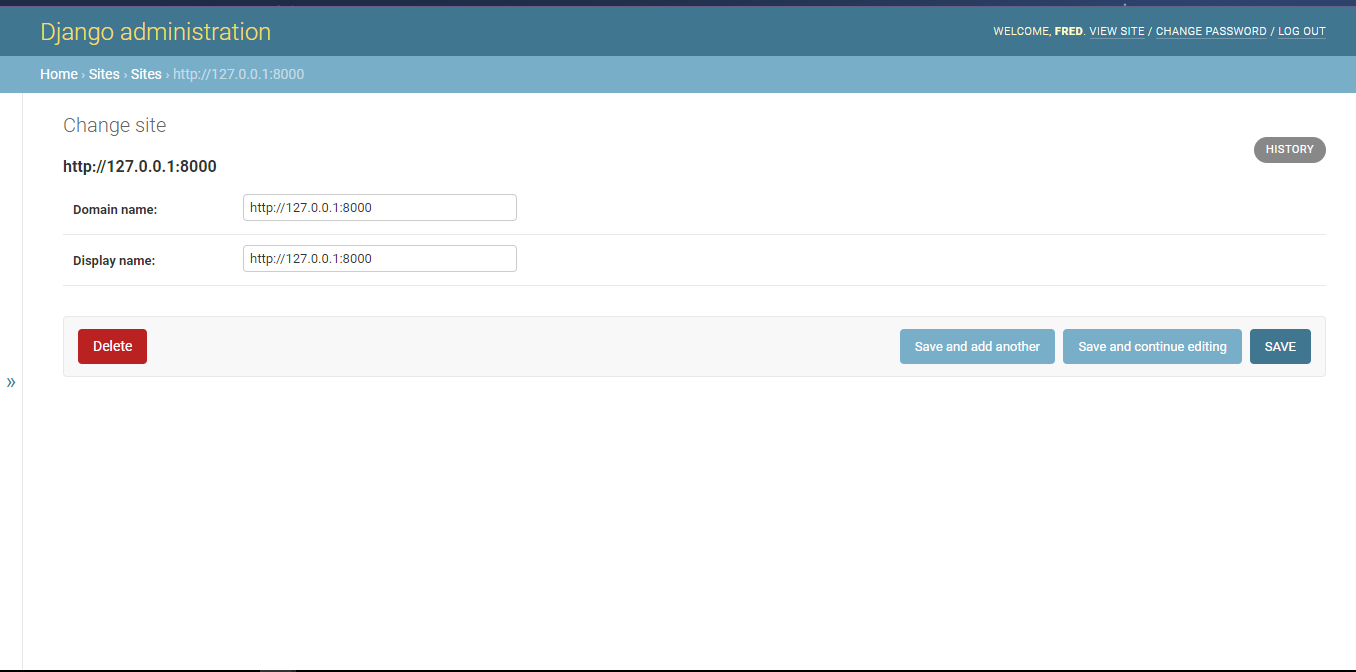 Django administration
WELCOME, FRED. VIEW SITE / CHANGE PASSWORD / LOG OUT
Home › Sites › Sites › http://127.0.0.1:8000
Change site
HISTORY
http://127.0.0.1:8000
Domain name: http://127.0.0.1:8000
Display name: http://127.0.0.1:8000
Delete Save and add another Save and continue editing SAVE
»